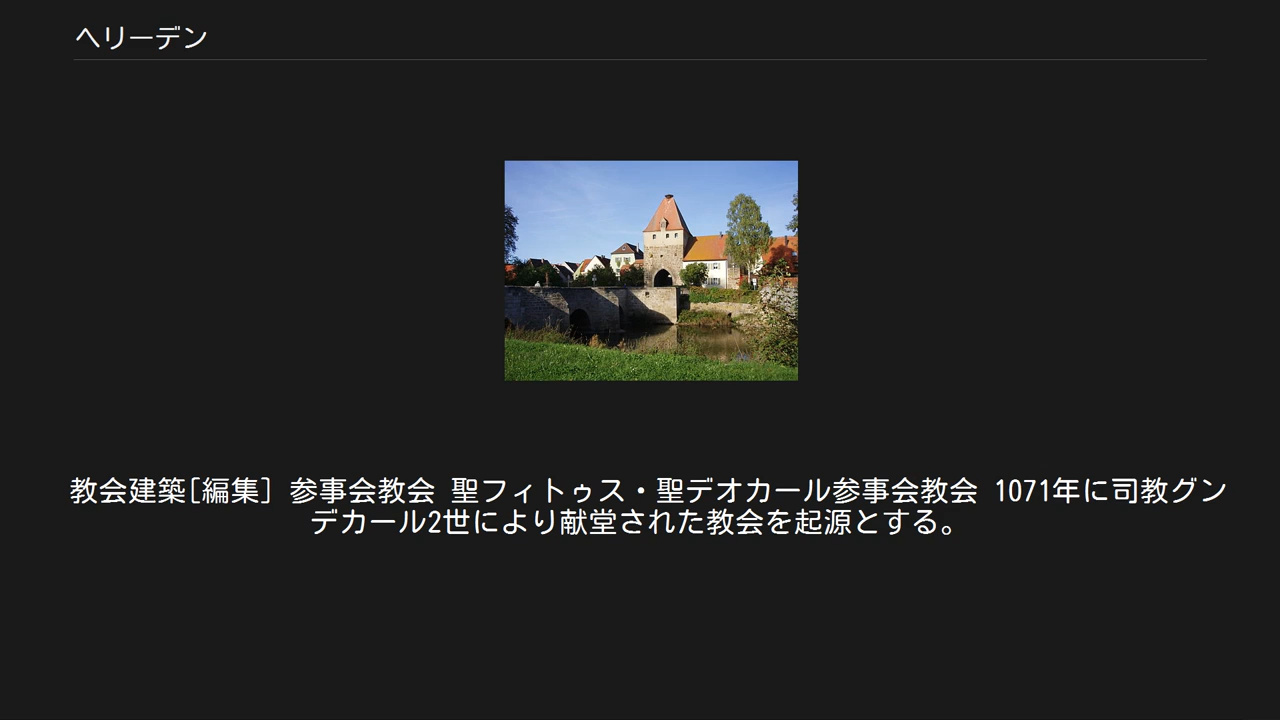 ヘリーデン
教会建築[編集] 参事会教会 聖フィトゥス・聖デオカール参事会教会 1071年に司教グン
デカール2世により献堂された教会を起源とする。